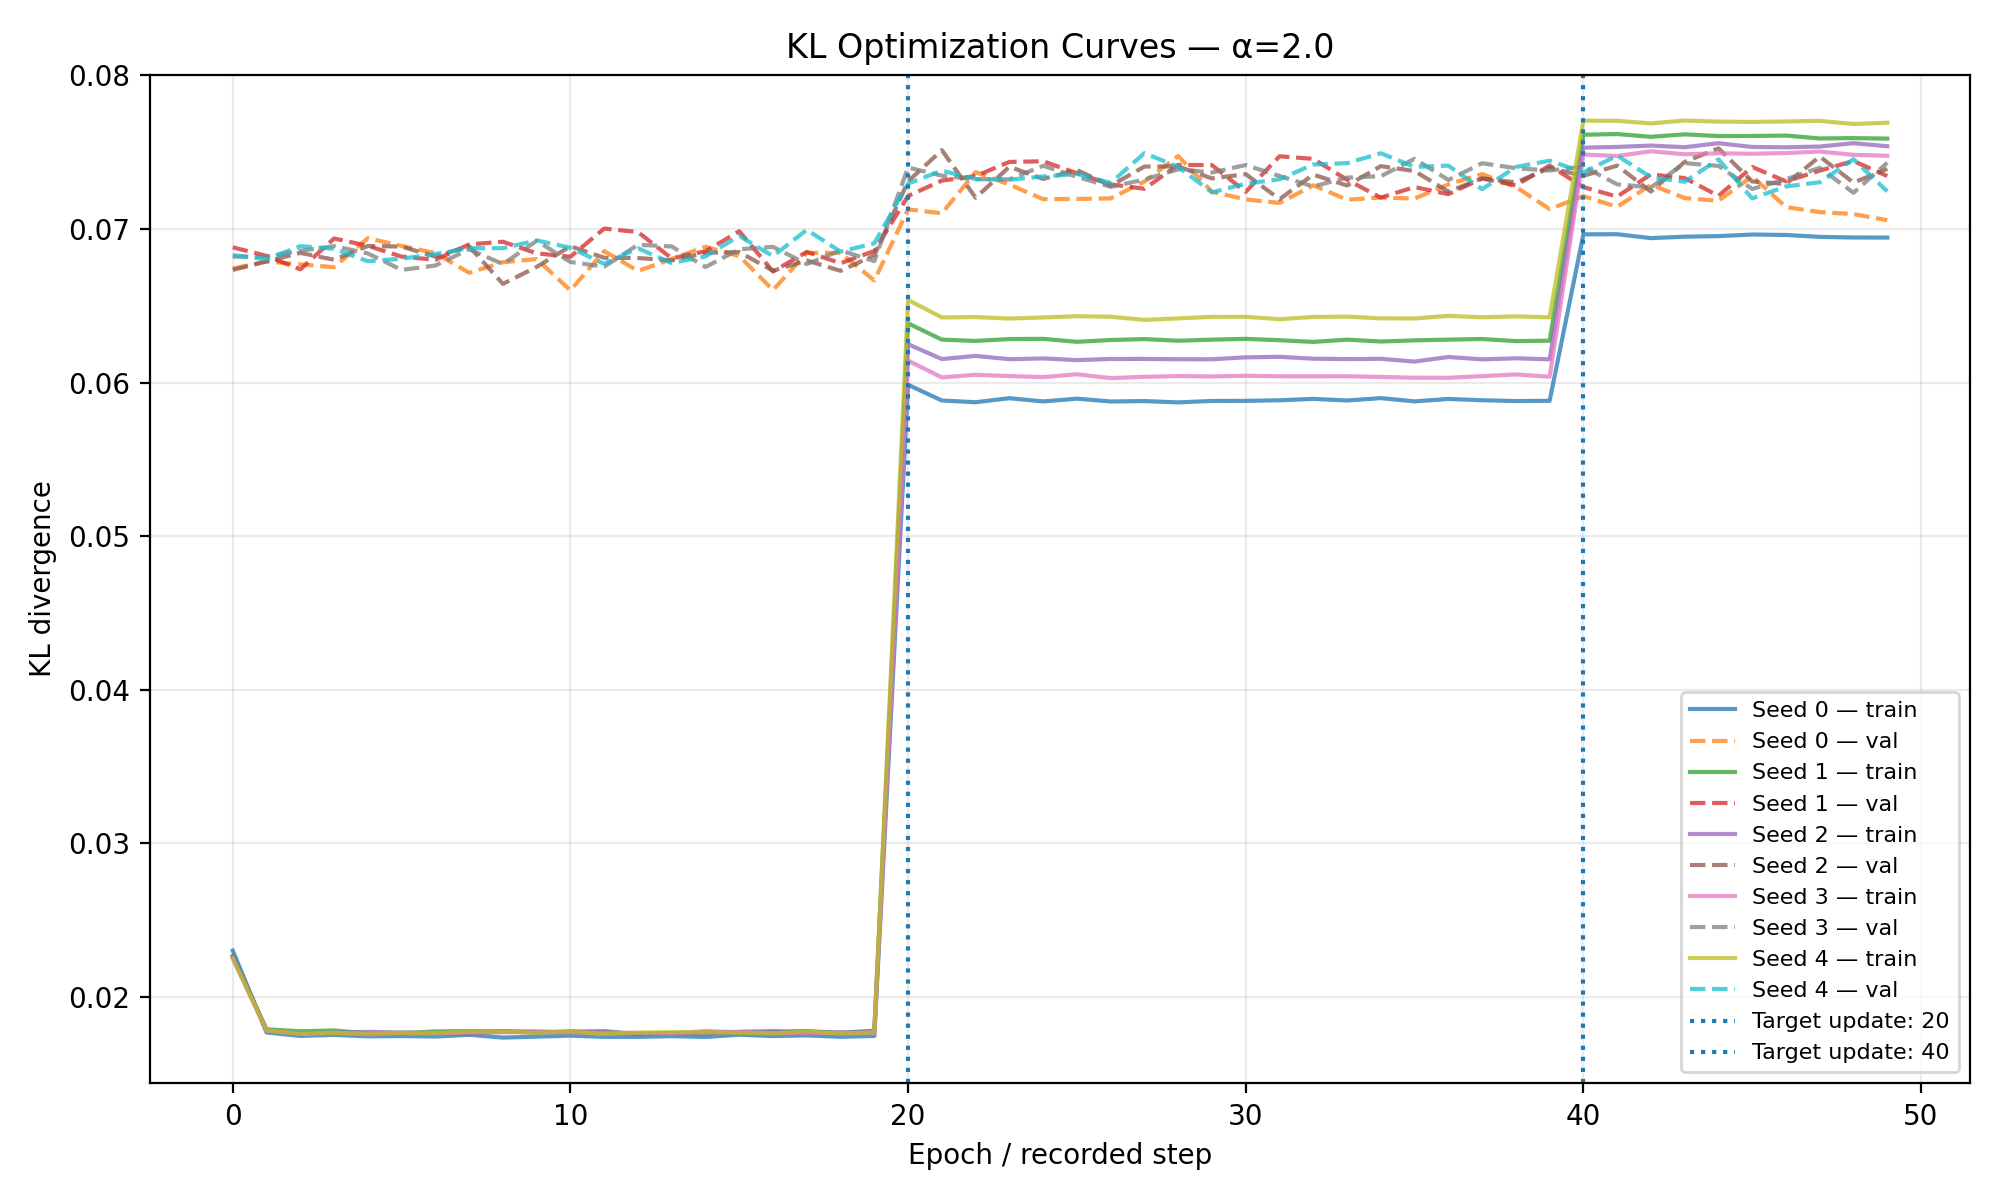 KL Optimization Curves — α=2.0
0.08
0.07
0.06
0.05
0.04
0.03
0.02
KL divergence
0
10
20
30
40
50
Epoch / recorded step
Seed 0 — train
Seed 0 — val
Seed 1 — train
Seed 1 — val
Seed 2 — train
Seed 2 — val
Seed 3 — train
Seed 3 — val
Seed 4 — train
Seed 4 — val
Target update: 20
Target update: 40